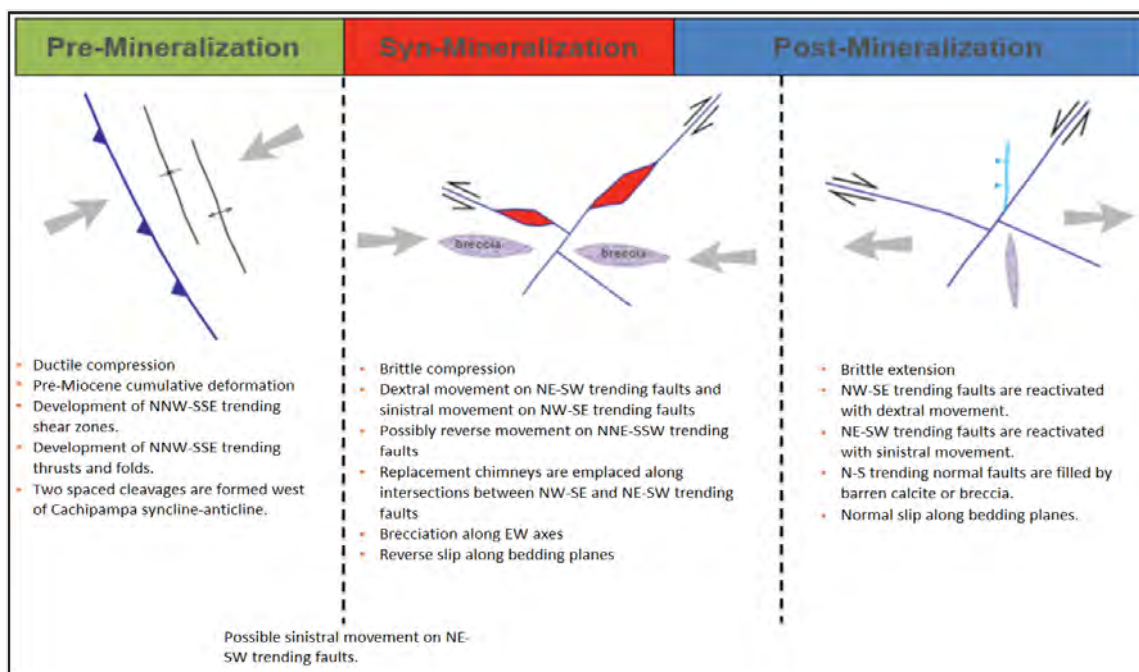 Pre-Mineralization
Syn-Mineralization
Post-Mineralization
breccia
breccia
Ductile compression
Pre-Miocene cumulative deformation
Development of NNW-SSE trending
shear zones.
Development of NNW-SSE trending
thrusts and folds.
Two spaced cleavages are formed west
of Cachipampa syncline-anticline.
Brittle compression
Dextral movement on NE-SW trending faults and
sinistral movement on NW-SE trending faults
Possibly reverse movement on NNE-SSW trending
faults
Replacement chimneys are emplaced along
intersections between NW-SE and NE-SW trending
faults
Brecciation along EW axes
Reverse slip along bedding planes
Brittle extension
NW-SE trending faults are reactivated
with dextral movement.
NE-SW trending faults are reactivated
with sinistral movement.
N-S trending normal faults are filled by
barren calcite or breccia.
Normal slip along bedding planes.
Possible sinistral movement on NE-
SW trending faults.